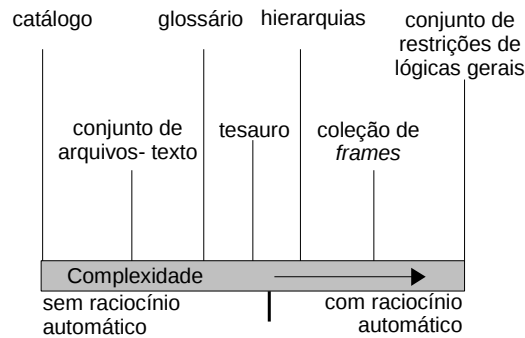 catálogo
glossário
hierarquias
conjunto de
restrições de
lógicas gerais
conjunto de
arquivos- texto
tesauro
coleção de
frames
Complexidade
sem raciocínio
automático
com raciocínio
automático